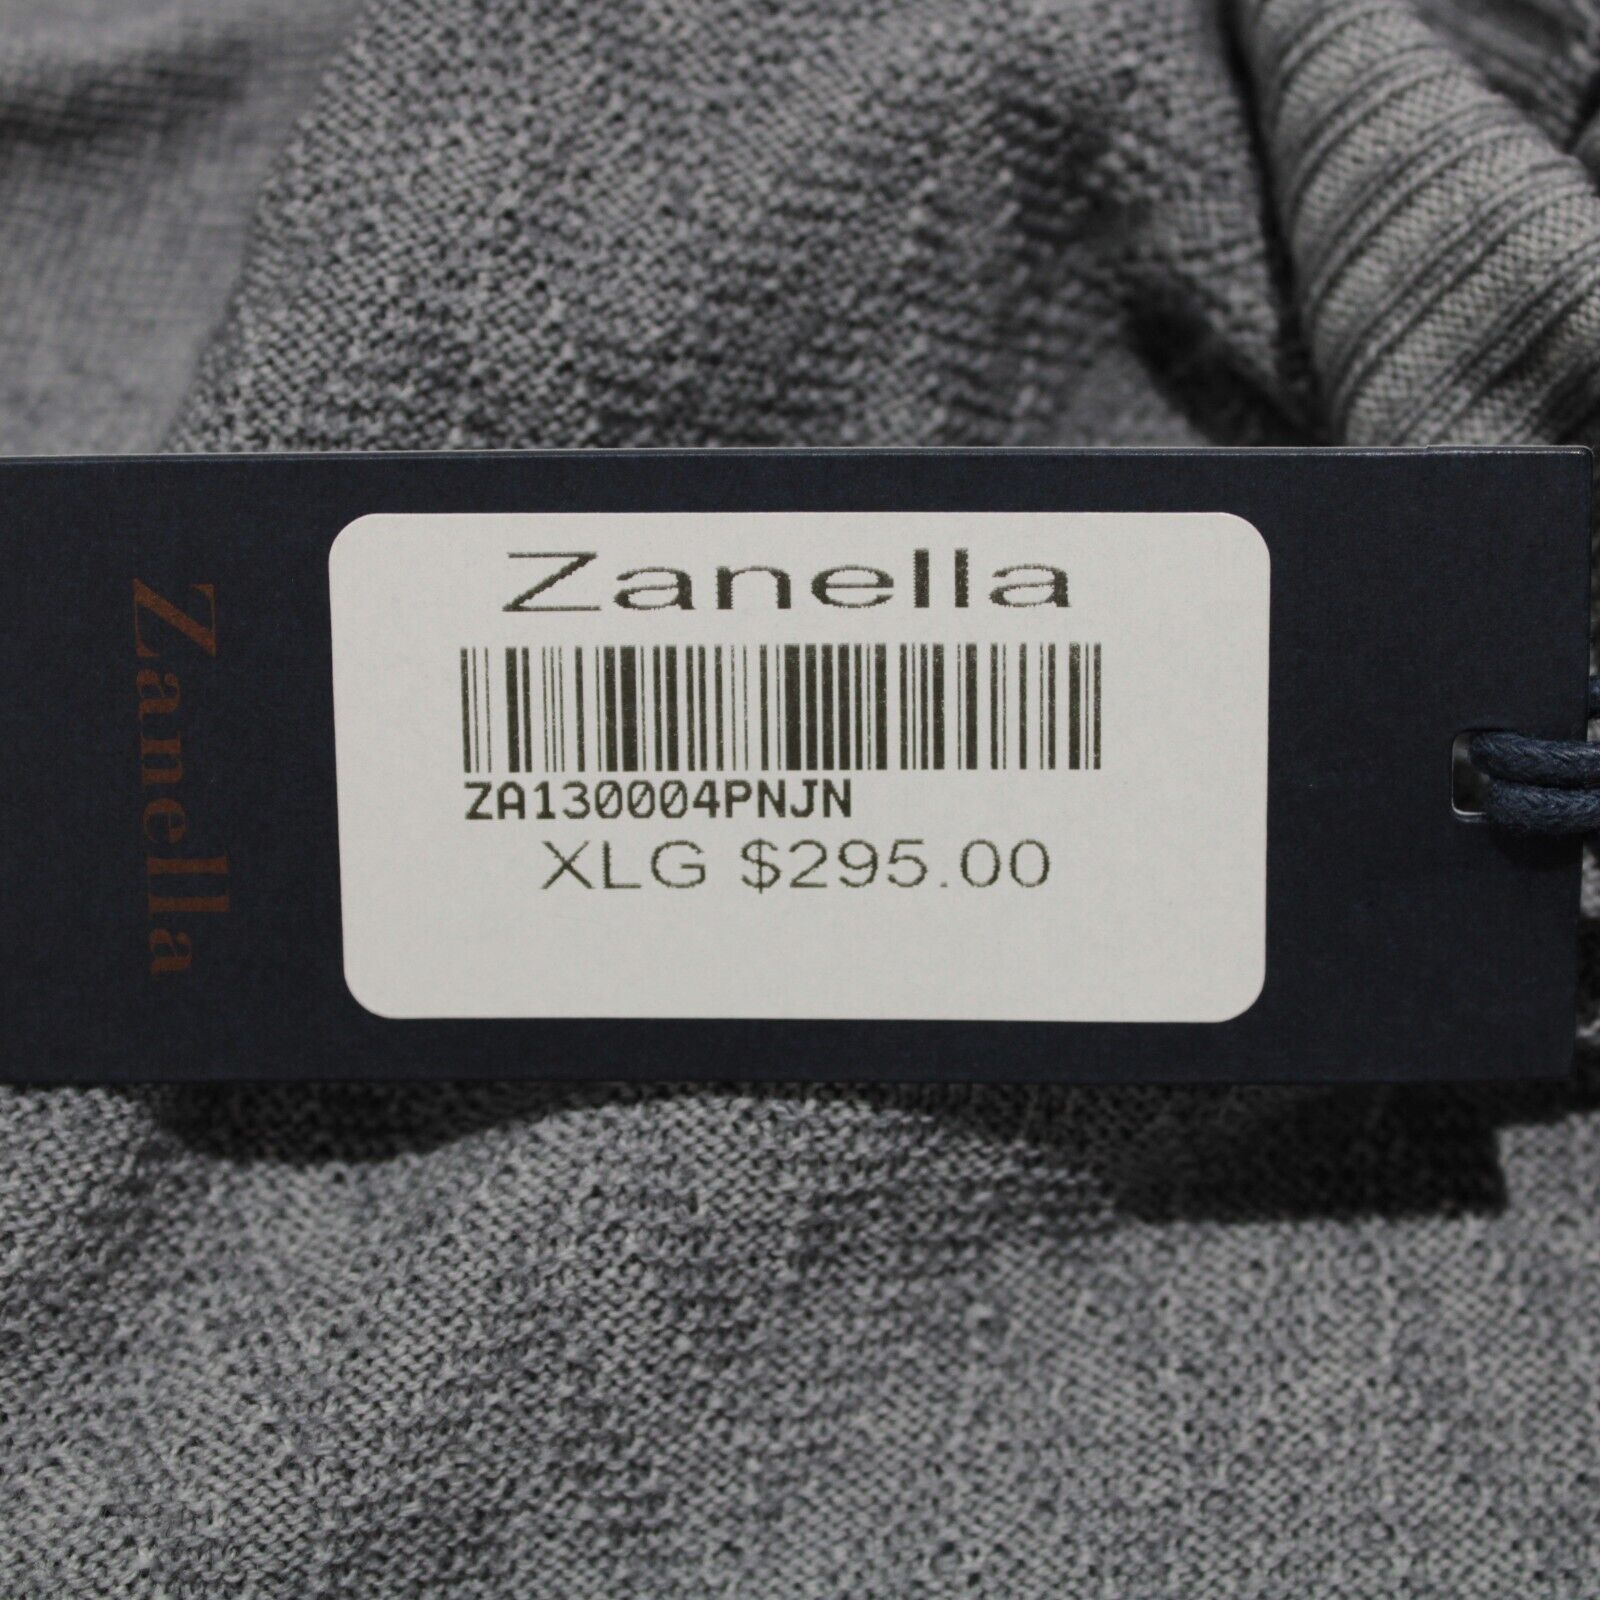 Zanella
Zanella
ZA130004PNJN
XLG $295.00